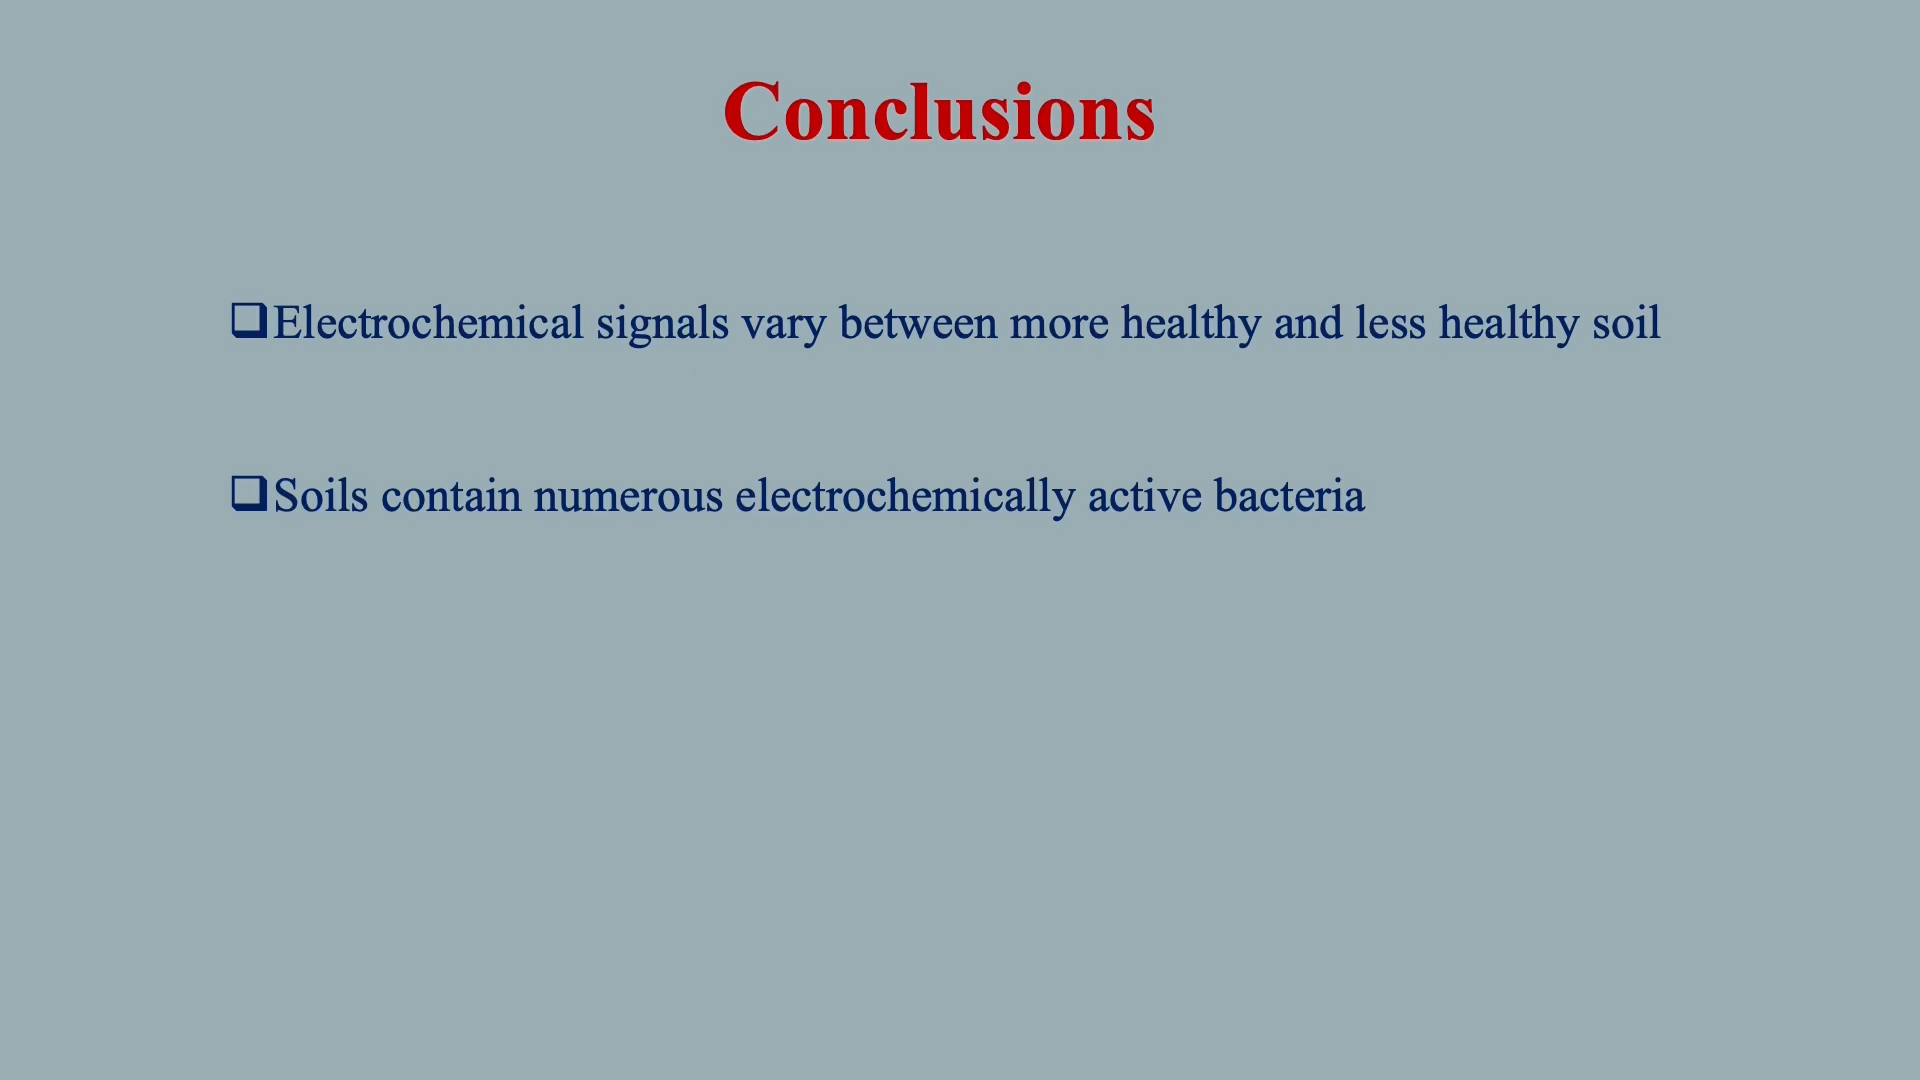 Conclusions
❑Electrochemical signals vary between more healthy and less healthy soil
❑Soils contain numerous electrochemically active bacteria